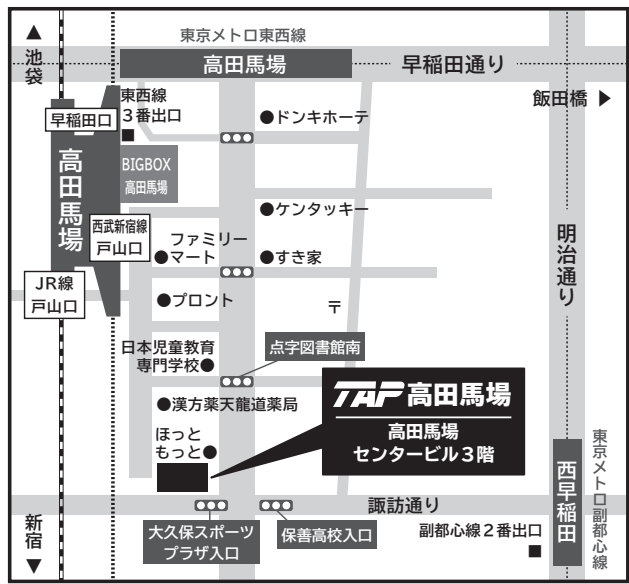 東京メトロ東西線
▲
池袋
高田馬場
早稲田通り
飯田橋 ▶
東西線
3番出口
■
早稲田口
●ドンキホーテ
BIGBOX
高田馬場
高田馬場
西武新宿線
戸山口
●ケンタッキー
ファミリー
●マート
●すき家
明治通り
JR線
戸山口
●プロント
〒
日本児童教育
専門学校●
点字図書館南
TAP 高田馬場
高田馬場
センタービル3階
●漢方薬天龍道薬局
ほっと
もっと●
諏訪通り
西早稲田
東京メトロ副都心線
新宿
▼
大久保スポーツ
プラザ入口
保善高校入口
副都心線2番出口
■